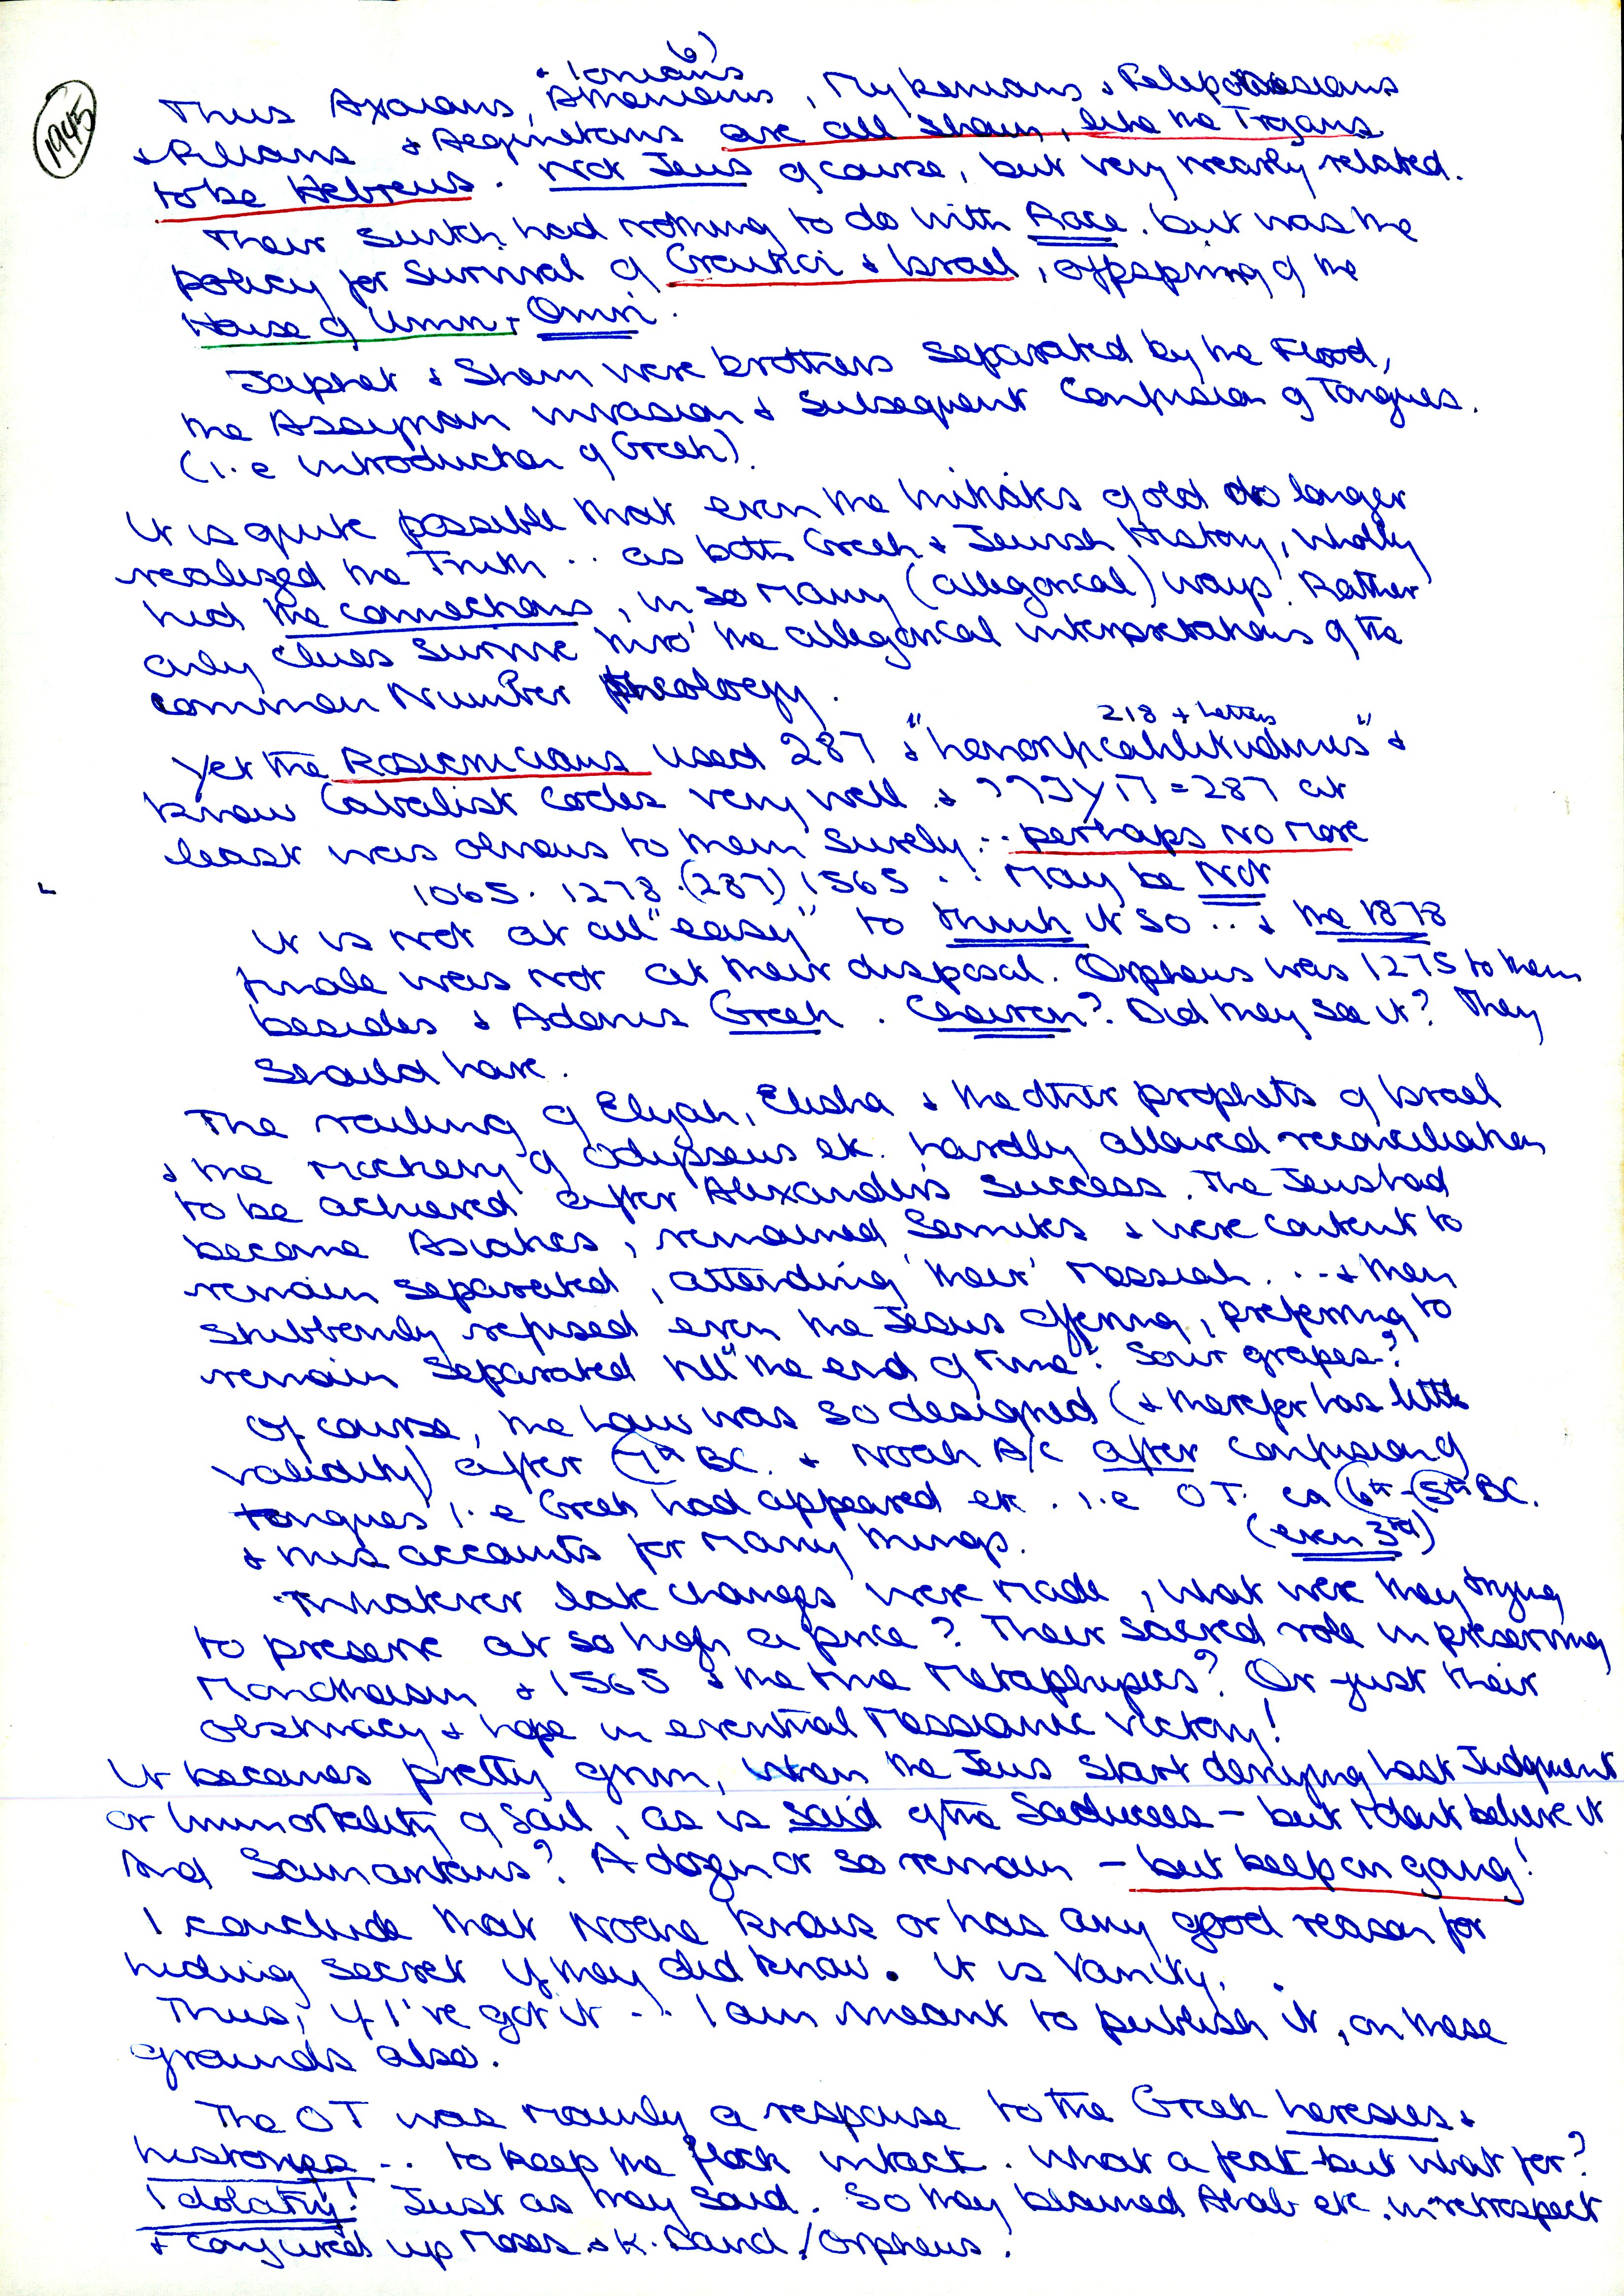 6)
1945
+ Ionians
Thus Axaians, Athenians, Mykenians & Peloponesians
& Pilians & Aeginetans are all shown, like the Trojans
to be Hebrews. Not Jews of course, but very nearly related.
Their switch had nothing to do with Race. but was the
policy for survival of & Israel, offspring of the
House of Umri + Omri.
Japhet & Shem were brothers separated by the Flood,
the Assyrian invasion & subsequent Confusion of Tongues.
(i.e introduction of Greek).
It is quite possible that even the initiates of old no longer
realized the Truth .. as both Greek & Jewish History, wholly
hid the connections, in so many (allegorical) ways. Rather
only clues survive thro' the allegorical interpretations of the
common Number theology.
218 + letters
Yet the Rosicrucians used 287 & "honorificabilitudinus" &
know Cabalist Codes very well & = 287 at
least was obvious to them surely .. perhaps no more
1065. 1278 (287) 1565 .. May be Not
It is not at all "easy" to think it so .. & the 1878
finale was not at their disposal. Orpheus was 1275 to them
besides & Adonis Greek. ? Did they see it? They
should have.
The railing of Elijah, Elisha & the other prophets of Israel
& the mockery of Odysseus etc. hardly allowed reconciliation
to be achieved after Alexander's success. The Jews had
become Asiatics, remained Semites & were content to
remain separated, attending 'their' Messiah ... & then
stubbornly refused even the Jesus offering, preferring to
remain separated till "the end of time". Sour grapes?
Of course, the Law was so designed (& therefor has little
validity) after 7th BC. & Noah A/c after confusion of
tongues i.e Greek had appeared etc. i.e OT. ca 6th-5th BC.
& this accounts for many things. (even 3rd)
Whatever late changes were made, what were they trying
to preserve at so high a price? Their sacred role in preserving
Monotheism & 1565 & the true Metaphysics? Or just their
obstinacy & hope in eventual Messianic victory!
It becomes pretty grim, when the Jews start denying Last Judgment
or Immortality of Soul, as is said of the Saducees - but I don't believe it
And Samaritans? A dozen or so remain - but keep on going!
I conclude that Noone knows or has any good reason for
hiding secret if they did know. It is Vanity.
Thus, if I've got it .. I am meant to publish it, on these
grounds also.
The OT was mainly a response to the Greek heresies &
.. to keep the flock intact. What a feat - but what for?
Idolatry! Just as they said. So they blamed Ahab etc. in retrospect
& conjured up Moses & K. David / Orpheus.